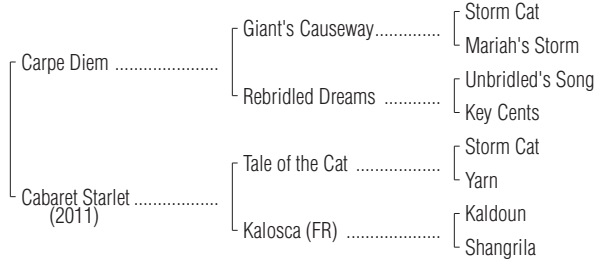 Storm Cat
Giant's Causeway..............
Mariah's Storm
Carpe Diem ......................
Unbridled's Song
Rebridled Dreams ............
Key Cents
Storm Cat
Tale of the Cat ..................
Yarn
Cabaret Starlet ..................
(2011)
Kaldoun
Kalosca (FR) ....................
Shangrila